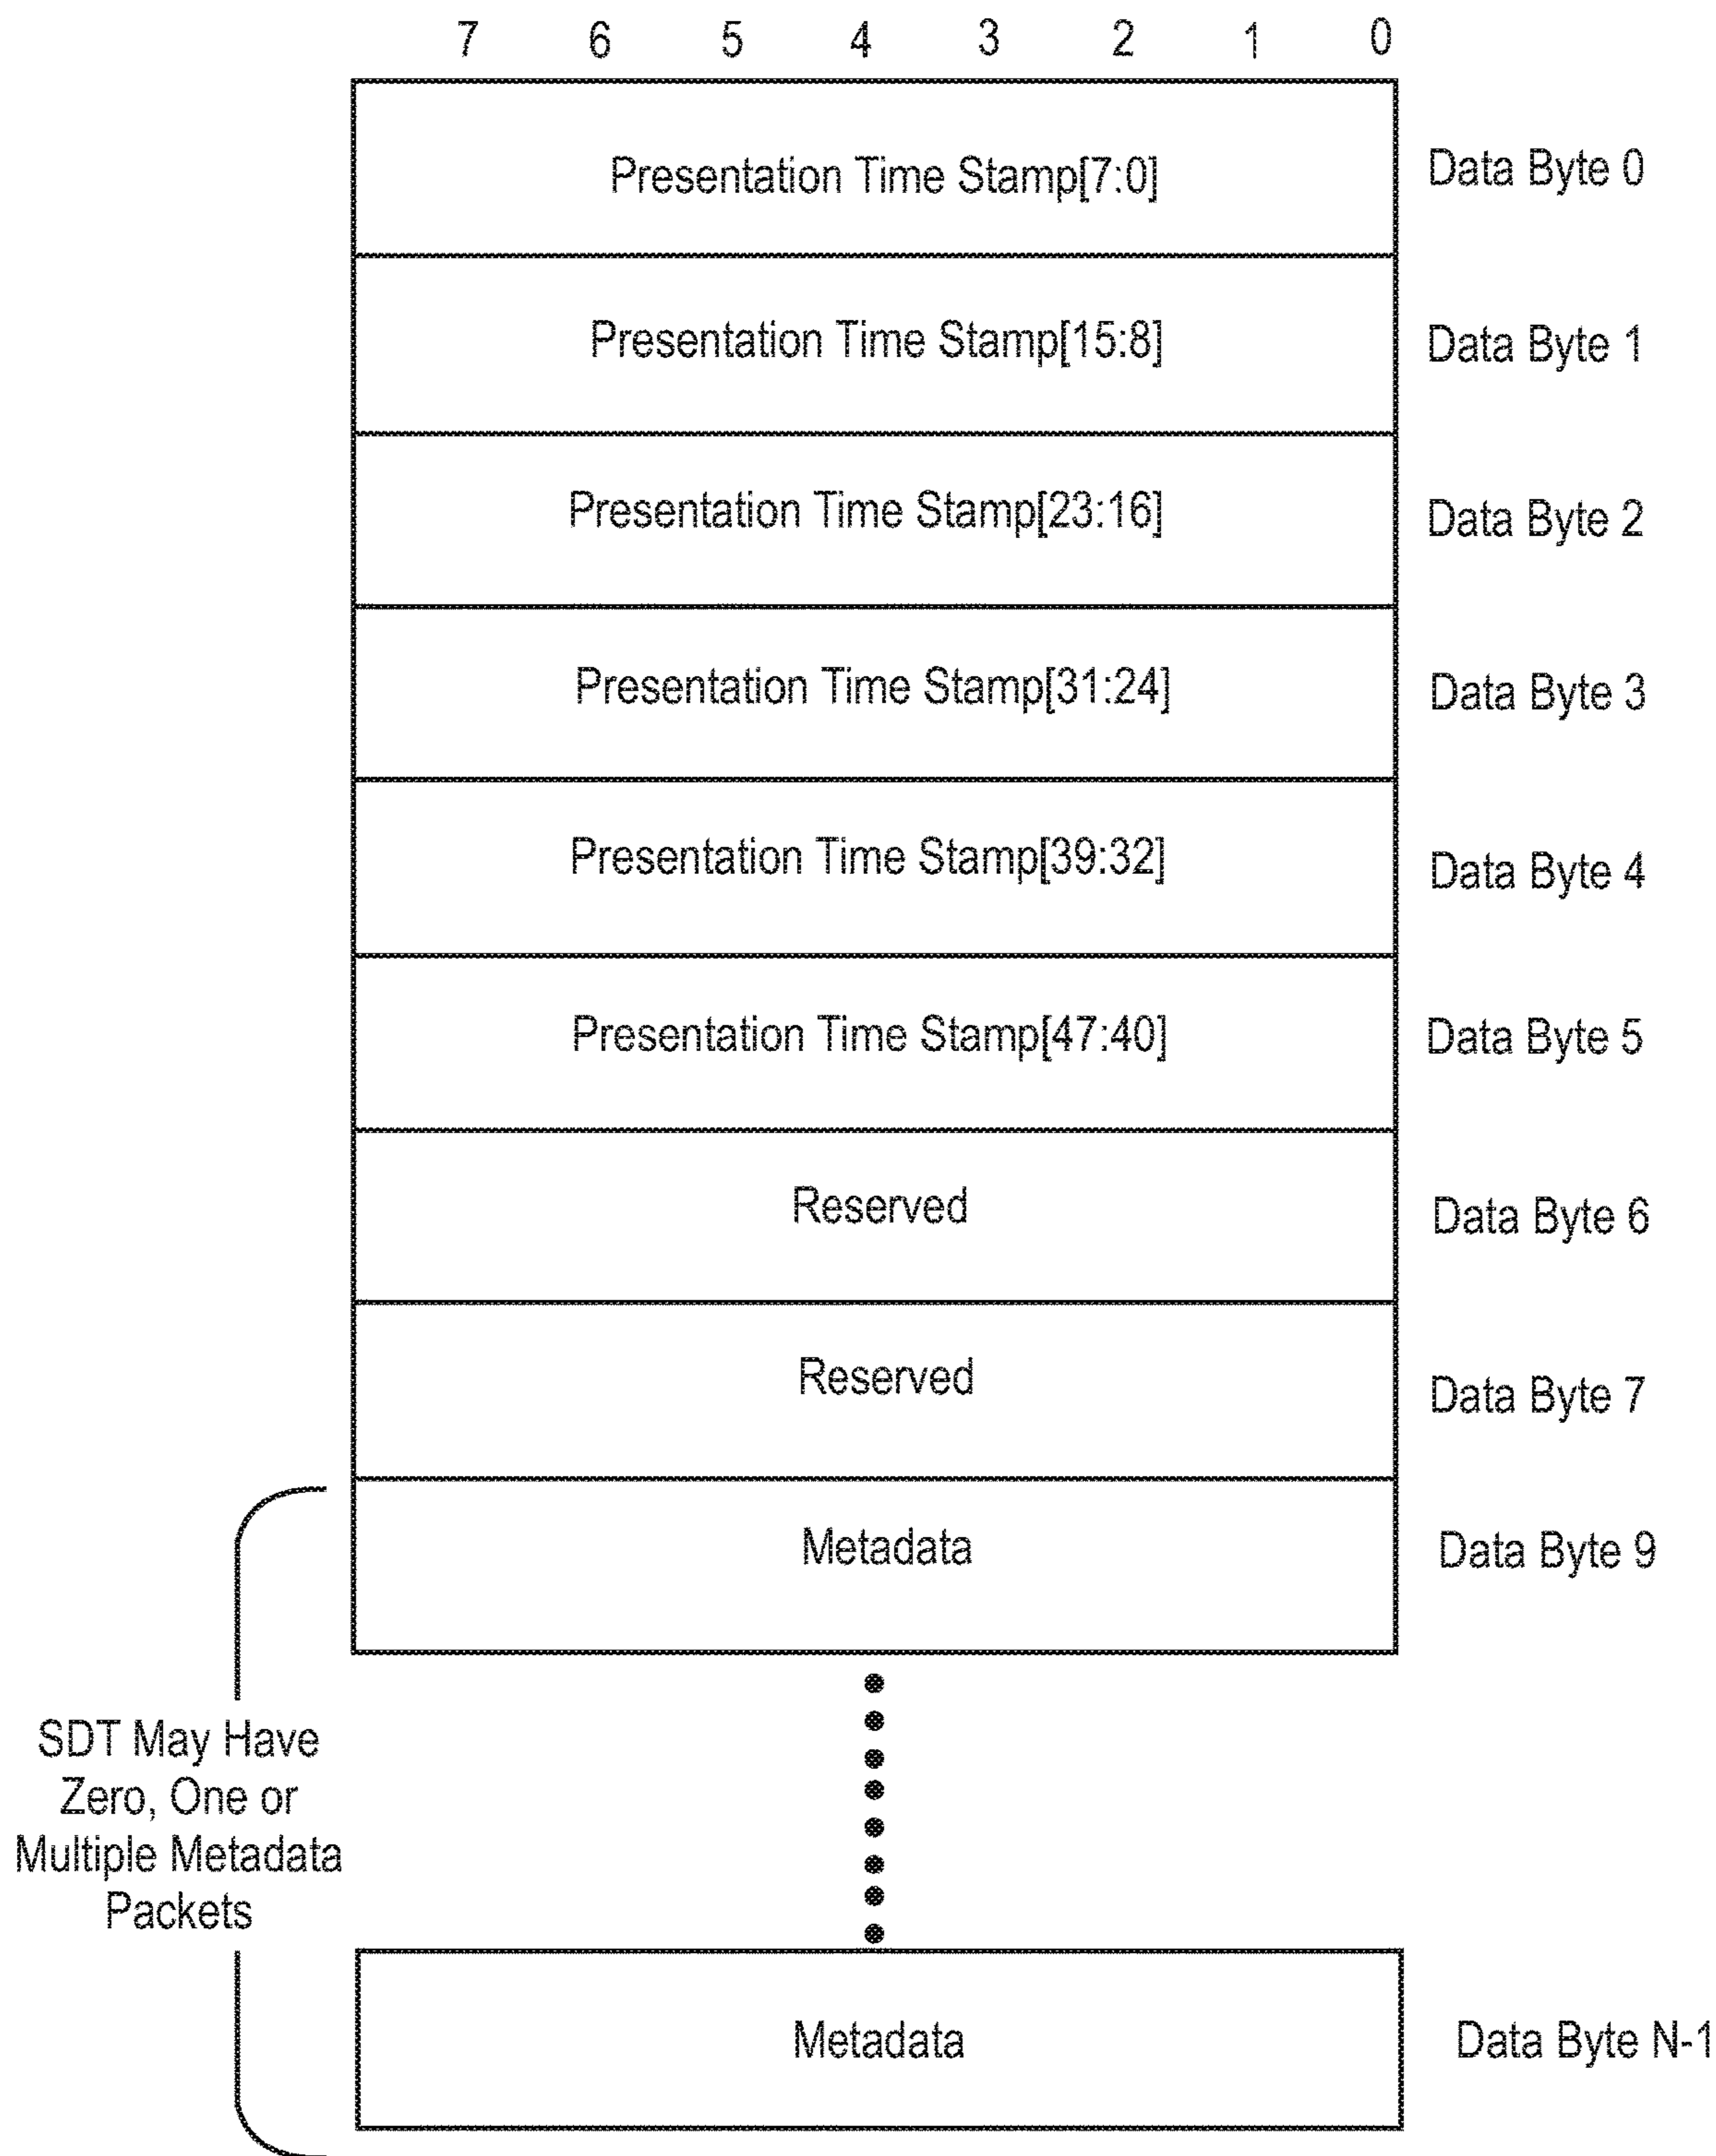 7 6 5 4 3 2 1 0
Presentation Time Stamp[7:0] Data Byte 0
Presentation Time Stamp[15:8] Data Byte 1
Presentation Time Stamp[23:16] Data Byte 2
Presentation Time Stamp[31:24] Data Byte 3
Presentation Time Stamp[39:32] Data Byte 4
Presentation Time Stamp[47:40] Data Byte 5
Reserved Data Byte 6
Reserved Data Byte 7
Metadata Data Byte 9
SDT May Have
Zero, One or
Multiple Metadata
Packets
Metadata Data Byte N-1